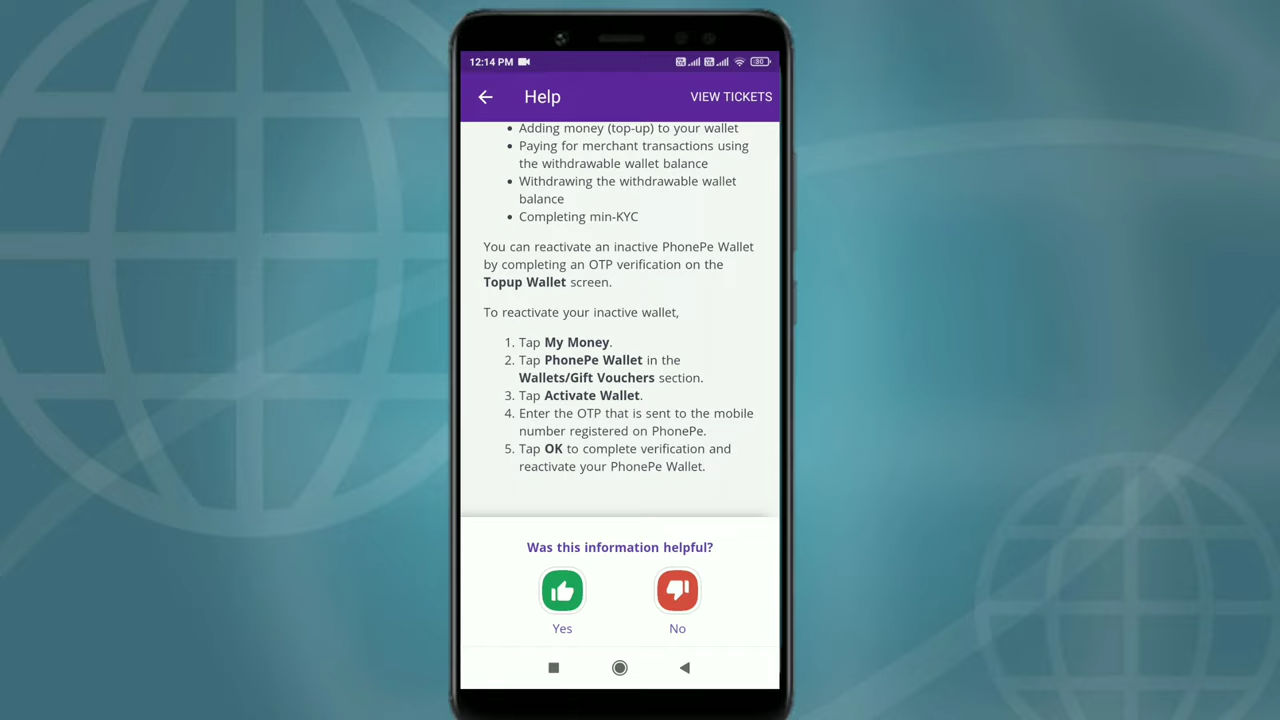 12:14 PM
30
Help
VIEW TICKETS
• Adding money (top-up) to your wallet
• Paying for merchant transactions using
the withdrawable wallet balance
• Withdrawing the withdrawable wallet
balance
• Completing min-KYC
You can reactivate an inactive PhonePe Wallet
by completing an OTP verification on the
Topup Wallet screen.
To reactivate your inactive wallet,
1. Tap My Money.
2. Tap PhonePe Wallet in the
Wallets/Gift Vouchers section.
3. Tap Activate Wallet.
4. Enter the OTP that is sent to the mobile
number registered on PhonePe.
5. Tap OK to complete verification and
reactivate your PhonePe Wallet.
Was this information helpful?
Yes
No